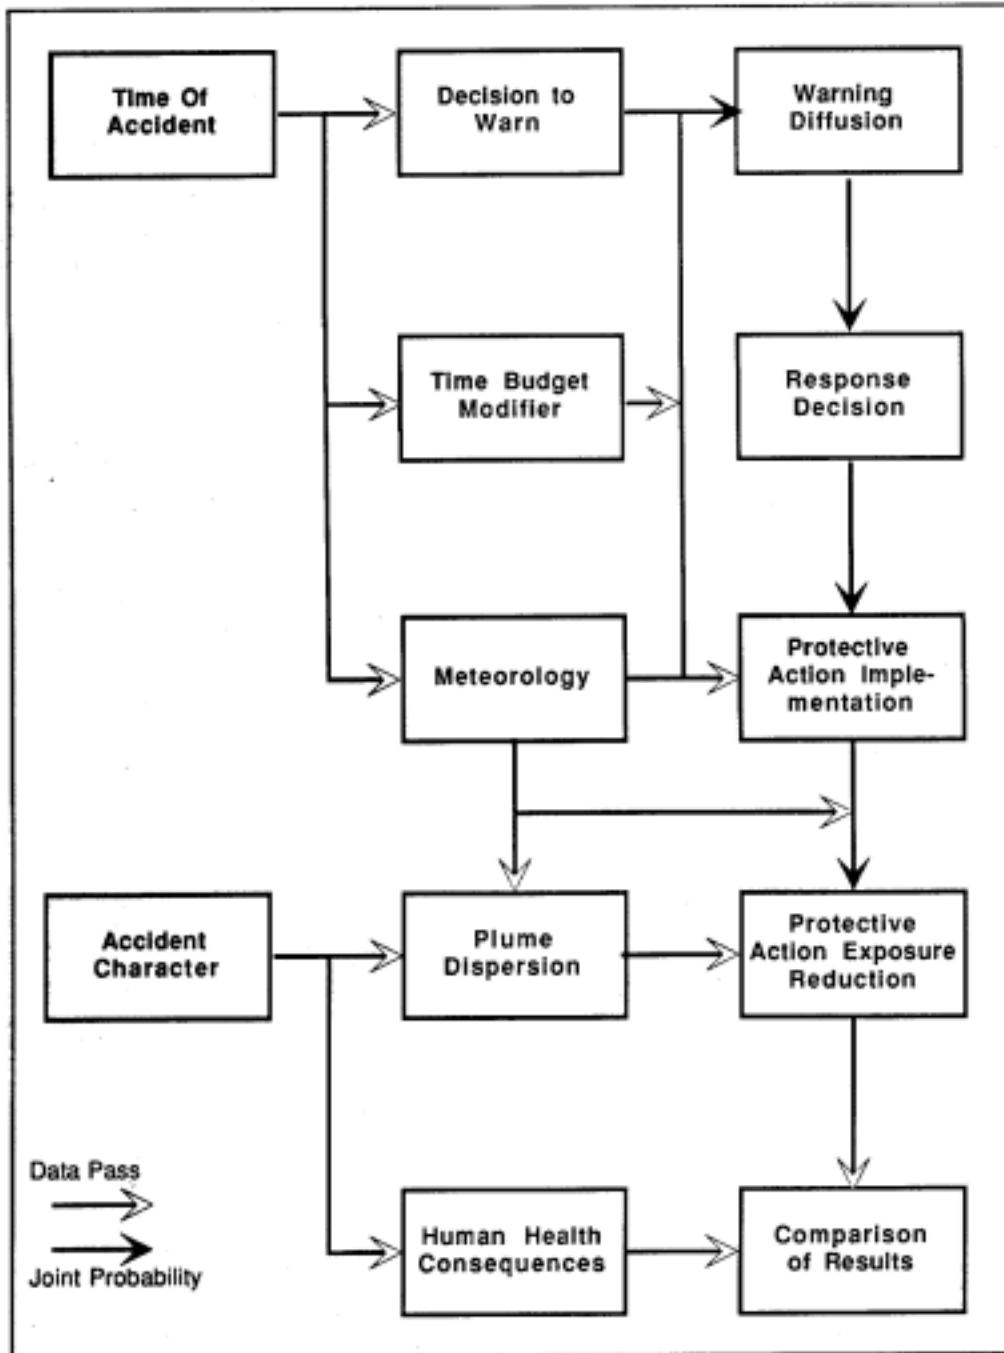 Time Of
Accident
Decision to
Warn
Warning
Diffusion
Time Budget
Modifier
Response
Decision
Meteorology
Protective
Action Imple-
mentation
Accident
Character
Plume
Dispersion
Protective
Action Exposure
Reduction
Data Pass
Joint Probability
Human Health
Consequences
Comparison
of Results